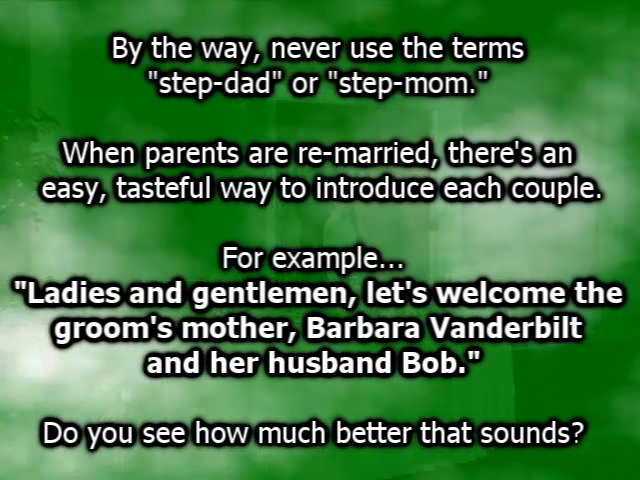 By the way, never use the terms
"step-dad" or "step-mom."
When parents are re-married, there's an
easy, tasteful way to introduce each couple.
For example...
"Ladies and gentlemen, let's welcome the
groom's mother, Barbara Vanderbilt
and her husband Bob."
Do you see how much better that sounds?